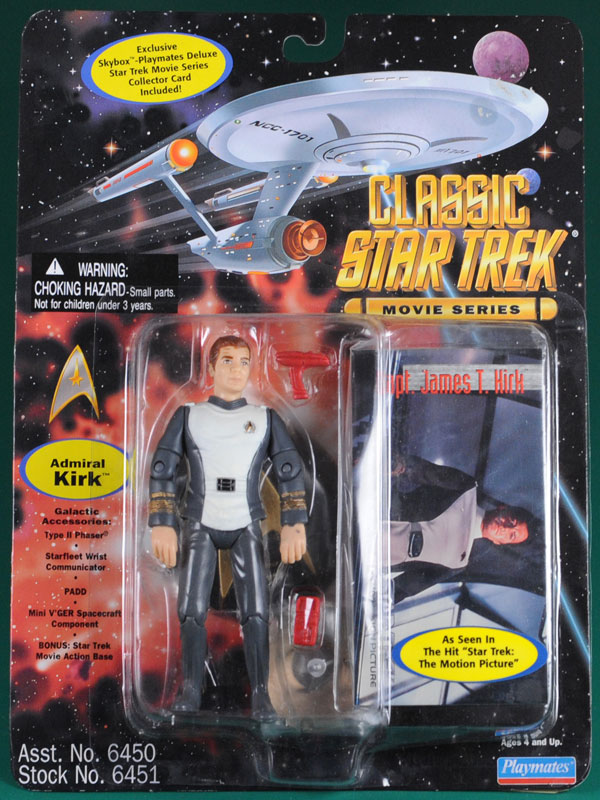 Exclusive
Skybox™-Playmates Deluxe
Star Trek Movie Series
Collector Card
Included!
NCC-1701
CLASSIC
STAR TREK®
MOVIE SERIES
WARNING:
CHOKING HAZARD-Small parts.
Not for children under 3 years.
Admiral
Kirk™
Galactic
Accessories:
Type II Phaser®
•
Starfleet Wrist
Communicator
•
PADD
•
Mini V'GER Spacecraft
Component
•
BONUS: Star Trek
Movie Action Base
James T. Kirk
PICTURE
As Seen In
The Hit "Star Trek:
The Motion Picture"
Ages 4 and Up.
Playmates®
Asst. No. 6450
Stock No. 6451